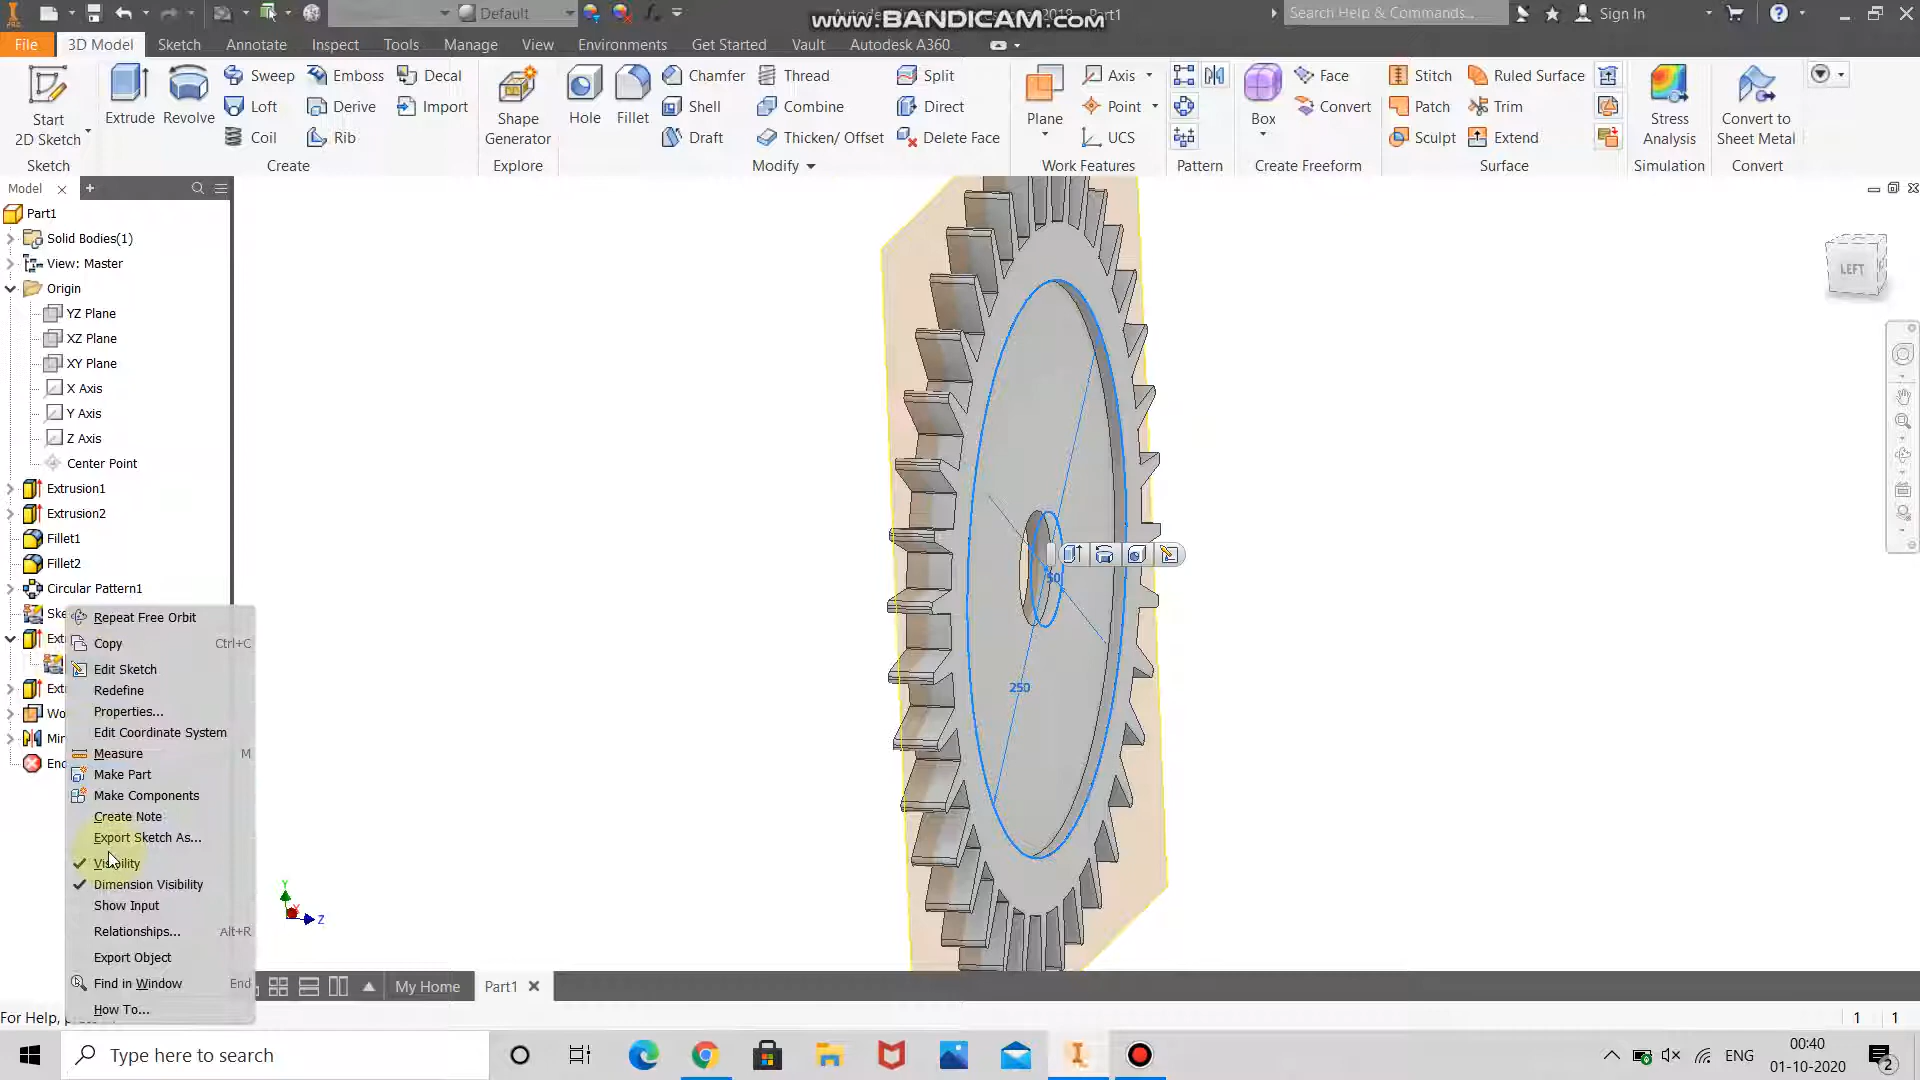 www.BANDICAM.com
Default
Part1
Search Help & Commands...
Sign In
File
3D Model
Sketch
Annotate
Inspect
Tools
Manage
View
Environments
Get Started
Vault
Autodesk A360
Start
2D Sketch
Sketch
Extrude
Revolve
Sweep
Loft
Coil
Emboss
Derive
Rib
Decal
Import
Create
Shape
Generator
Explore
Hole
Fillet
Chamfer
Shell
Draft
Thread
Combine
Thicken/ Offset
Split
Direct
Delete Face
Modify
Plane
Axis
Point
UCS
Work Features
Pattern
Box
Face
Convert
Create Freeform
Stitch
Patch
Sculpt
Ruled Surface
Trim
Extend
Surface
Stress
Analysis
Simulation
Convert to
Sheet Metal
Convert
Model
Part1
Solid Bodies(1)
View: Master
Origin
YZ Plane
XZ Plane
XY Plane
X Axis
Y Axis
Z Axis
Center Point
Extrusion1
Extrusion2
Fillet1
Fillet2
Circular Pattern1
Repeat Free Orbit
Copy Ctrl+C
Edit Sketch
Redefine
Properties...
Edit Coordinate System
Measure M
Make Part
Make Components
Create Note
Export Sketch As...
Visibility
Dimension Visibility
Show Input
Relationships... Alt+R
Export Object
Find in Window End
How To...
LEFT
50
250
Y
Z
My Home
Part1
For Help,
1 1
Type here to search
ENG
00:40
01-10-2020
2